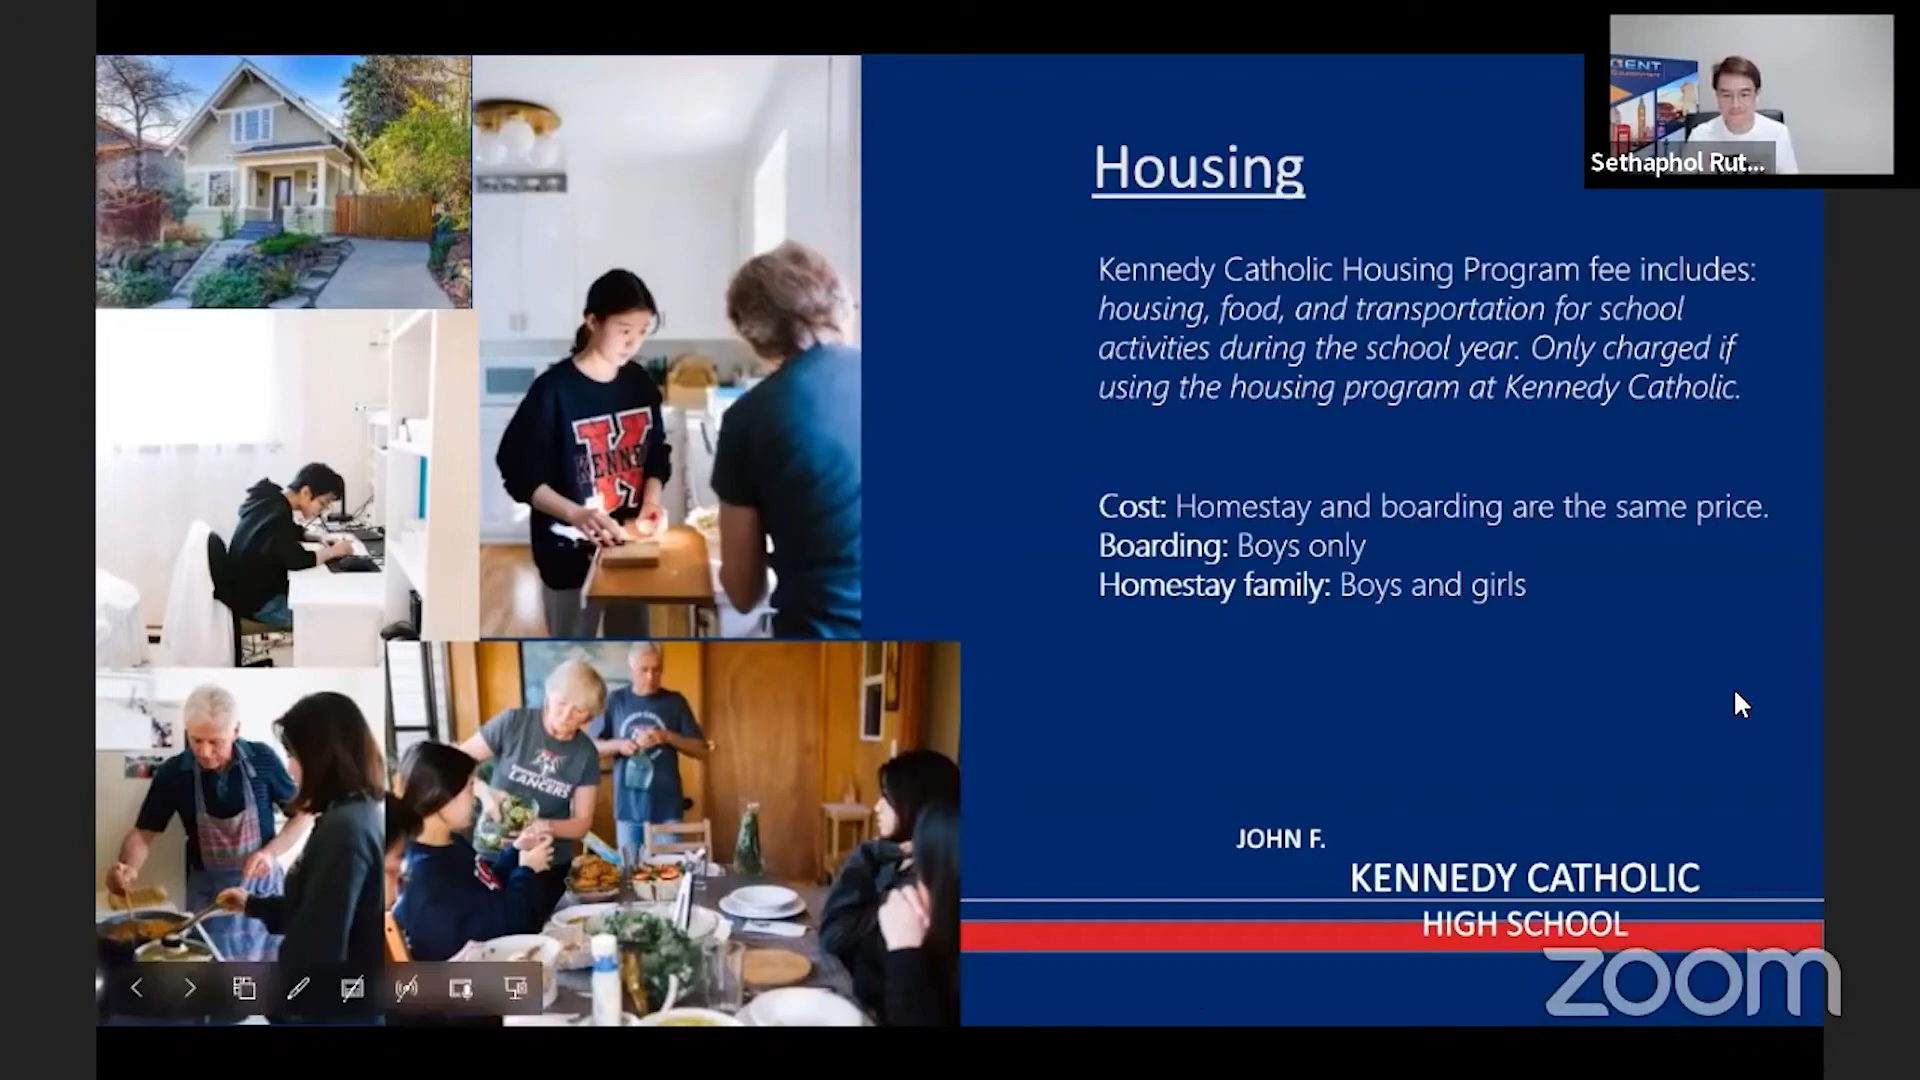 Housing
Kennedy Catholic Housing Program fee includes:
housing, food, and transportation for school
activities during the school year. Only charged if
using the housing program at Kennedy Catholic.
Cost: Homestay and boarding are the same price.
Boarding: Boys only
Homestay family: Boys and girls
JOHN F.
KENNEDY CATHOLIC
HIGH SCHOOL
zoom
Sethaphol Rut...
LANCERS